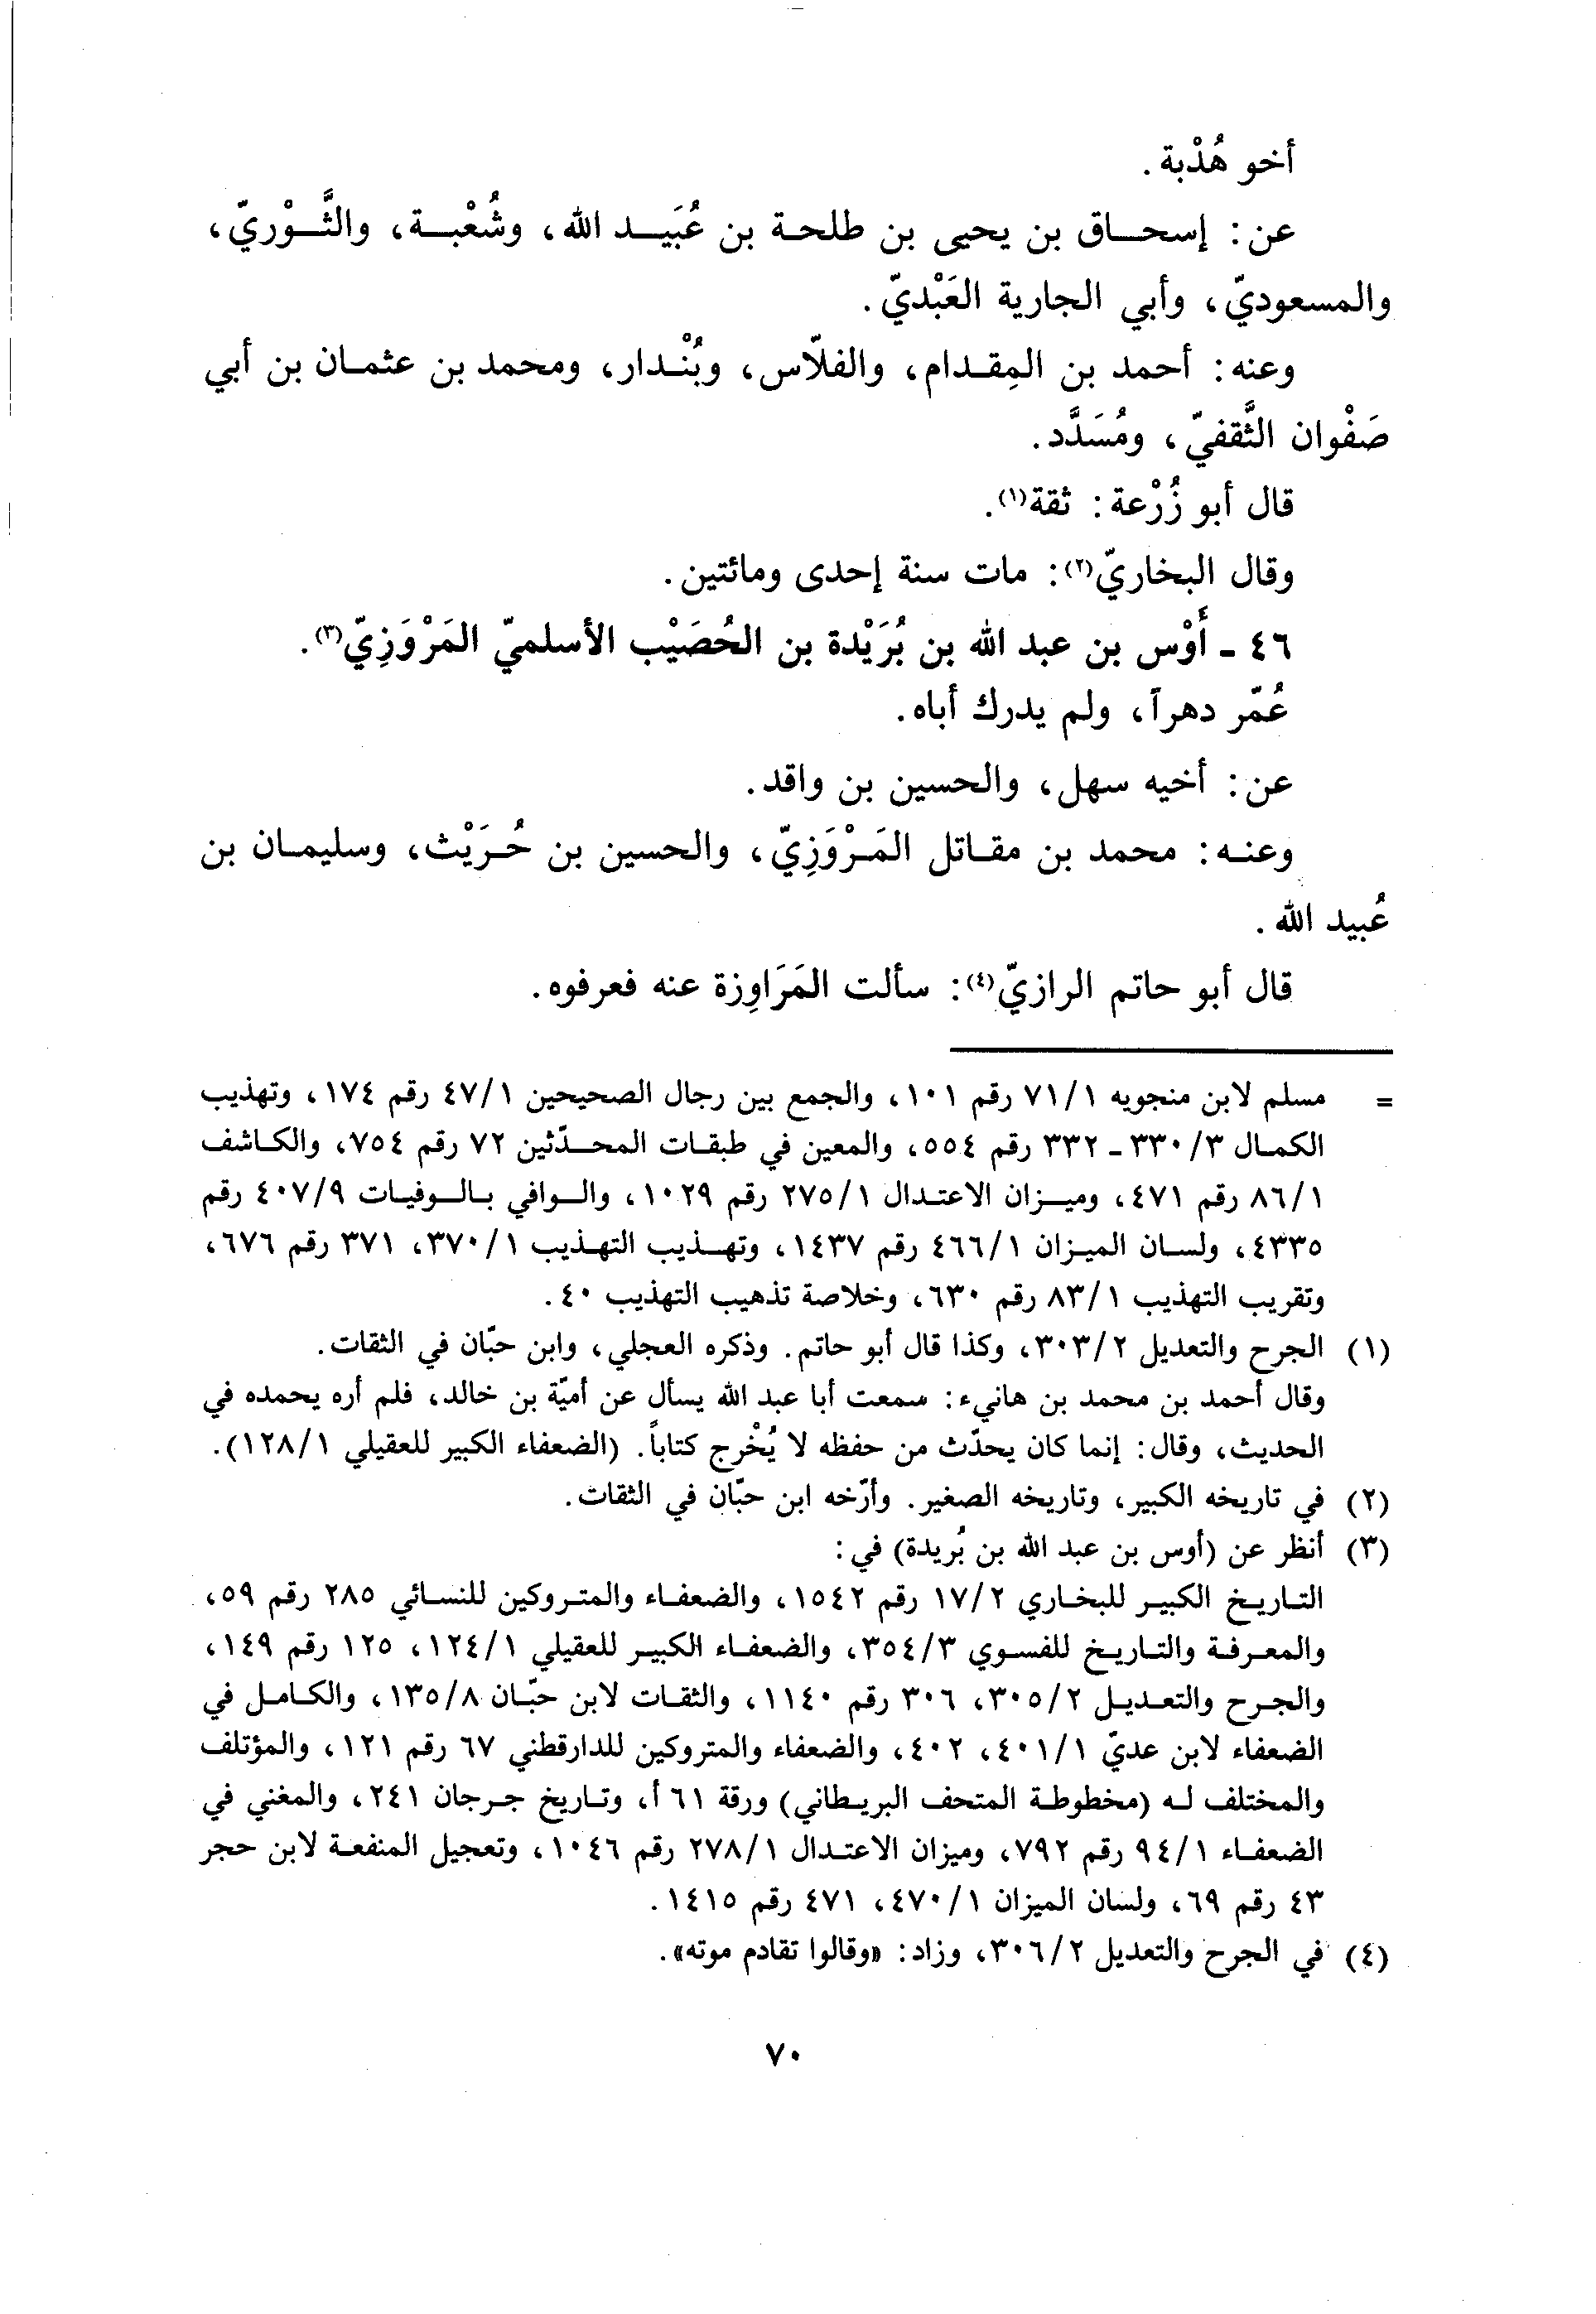 أخو هُدْبة.
عن: إسحاق بن يحيى بن طلحة بن عُبَيد الله، وشُعْبة، والثَّوْريّ،
والمسعوديّ، وأبي الجارية العَبْديّ.
وعنه: أحمد بن المِقدام، والفلّاس، وبُنْدار، ومحمد بن عثمان بن أبي
صَفْوان الثَّقفيّ، ومُسَدَّد.
قال أبو زُرْعة: ثقة(١).
وقال البخاريّ(٢): مات سنة إحدى ومائتين.
٤٦ - أَوْس بن عبد الله بن بُرَيْدة بن الحُصَيْب الأسلميّ المَرْوَزِيّ(٣).
عُمّر دهراً، ولم يدرك أباه.
عن: أخيه سهل، والحسين بن واقد.
وعنه: محمد بن مقاتل المَرْوَزِيّ، والحسين بن حُرَيْث، وسليمان بن
عُبيد الله.
قال أبو حاتم الرازيّ(٤): سألت المَرَاوِزة عنه فعرفوه.
= مسلم لابن منجويه ٧١/١ رقم ١٠١، والجمع بين رجال الصحيحين ٤٧/١ رقم ١٧٤، وتهذيب
الكمال ٣٣٠/٣ - ٣٣٢ رقم ٥٥٤، والمعين في طبقات المحدّثين ٧٢ رقم ٧٥٤، والكاشف
٨٦/١ رقم ٤٧١، وميزان الاعتدال ٢٧٥/١ رقم ١٠٢٩، والوافي بالوفيات ٤٠٧/٩ رقم
٤٣٣٥، ولسان الميزان ٤٦٦/١ رقم ١٤٣٧، وتهذيب التهذيب ٣٧٠/١، ٣٧١ رقم ٦٧٦،
وتقريب التهذيب ٨٣/١ رقم ٦٣٠، وخلاصة تذهيب التهذيب ٤٠.
(١) الجرح والتعديل ٣٠٣/٢، وكذا قال أبو حاتم. وذكره العجلي، وابن حبّان في الثقات.
وقال أحمد بن محمد بن هانيء: سمعت أبا عبد الله يسأل عن أميّة بن خالد، فلم أره يحمده في
الحديث، وقال: إنما كان يحدّث من حفظه لا يُخْرج كتاباً. (الضعفاء الكبير للعقيلي ١٢٨/١).
(٢) في تاريخه الكبير، وتاريخه الصغير. وأرّخه ابن حبّان في الثقات.
(٣) أنظر عن (أوس بن عبد الله بن بُريدة) في:
التاريخ الكبير للبخاري ١٧/٢ رقم ١٥٤٢، والضعفاء والمتروكين للنسائي ٢٨٥ رقم ٥٩،
والمعرفة والتاريخ للفسوي ٣٥٤/٣، والضعفاء الكبير للعقيلي ١٢٤/١، ١٢٥ رقم ١٤٩،
والجرح والتعديل ٣٠٥/٢، ٣٠٦ رقم ١١٤٠، والثقات لابن حبّان ١٣٥/٨، والكامل في
الضعفاء لابن عديّ ٤٠١/١، ٤٠٢، والضعفاء والمتروكين للدارقطني ٦٧ رقم ١٢١، والمؤتلف
والمختلف له (مخطوطة المتحف البريطاني) ورقة ٦١ أ، وتاريخ جرجان ٢٤١، والمغني في
الضعفاء ٩٤/١ رقم ٧٩٢، وميزان الاعتدال ٢٧٨/١ رقم ١٠٤٦، وتعجيل المنفعة لابن حجر
٤٣ رقم ٦٩، ولسان الميزان ٤٧٠/١، ٤٧١ رقم ١٤١٥.
(٤) في الجرح والتعديل ٣٠٦/٢، وزاد: «وقالوا تقادم موته».
٧٠